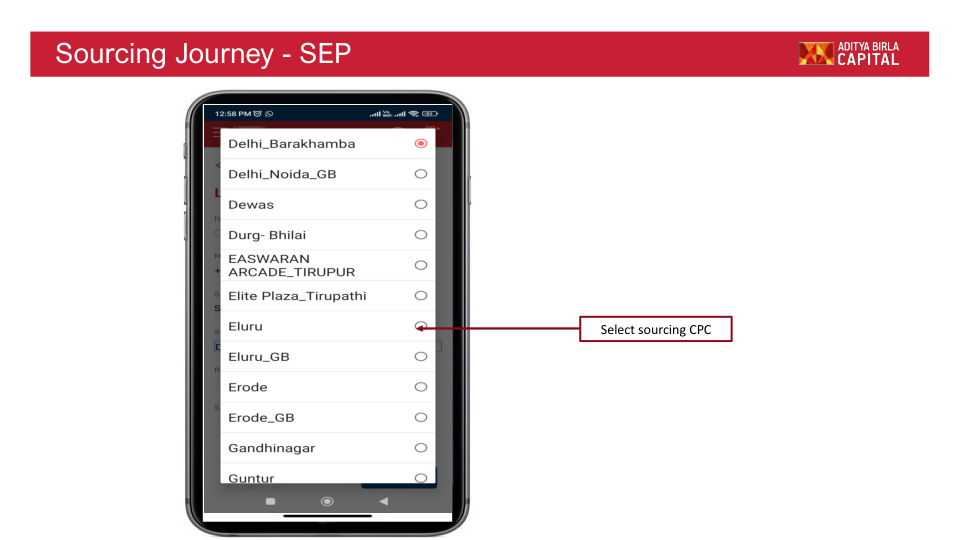 Sourcing Journey - SEP
ADITYA BIRLA
CAPITAL
12:58 PM
Delhi_Barakhamba
Delhi_Noida_GB
Dewas
Durg- Bhilai
EASWARAN
ARCADE_TIRUPUR
Elite Plaza_Tirupathi
Eluru
Eluru_GB
Erode
Erode_GB
Gandhinagar
Guntur
Select sourcing CPC